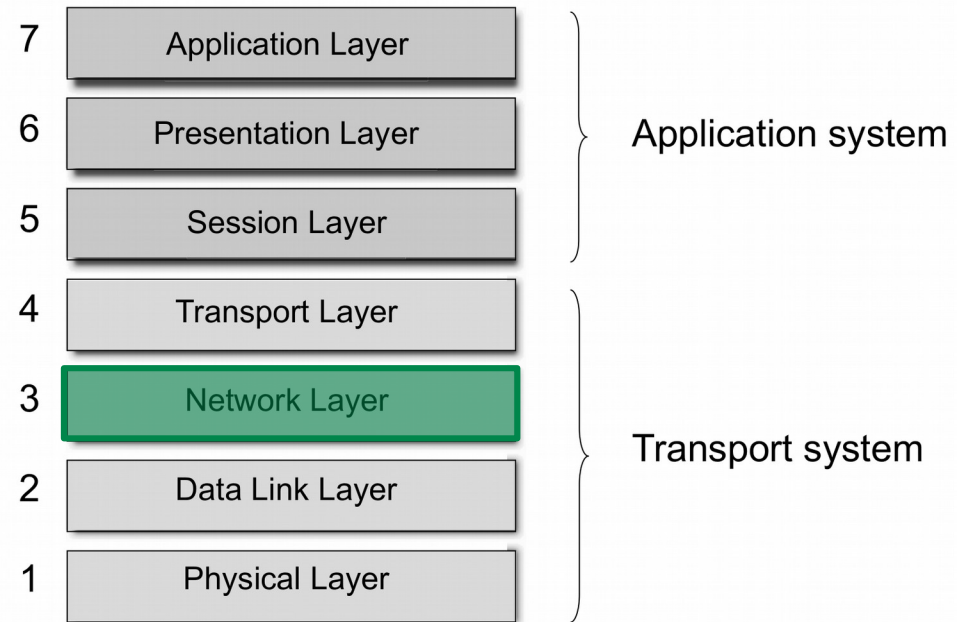 7 Application Layer
6 Presentation Layer
Application system
5 Session Layer
4 Transport Layer
3 Network Layer
Transport system
2 Data Link Layer
1 Physical Layer